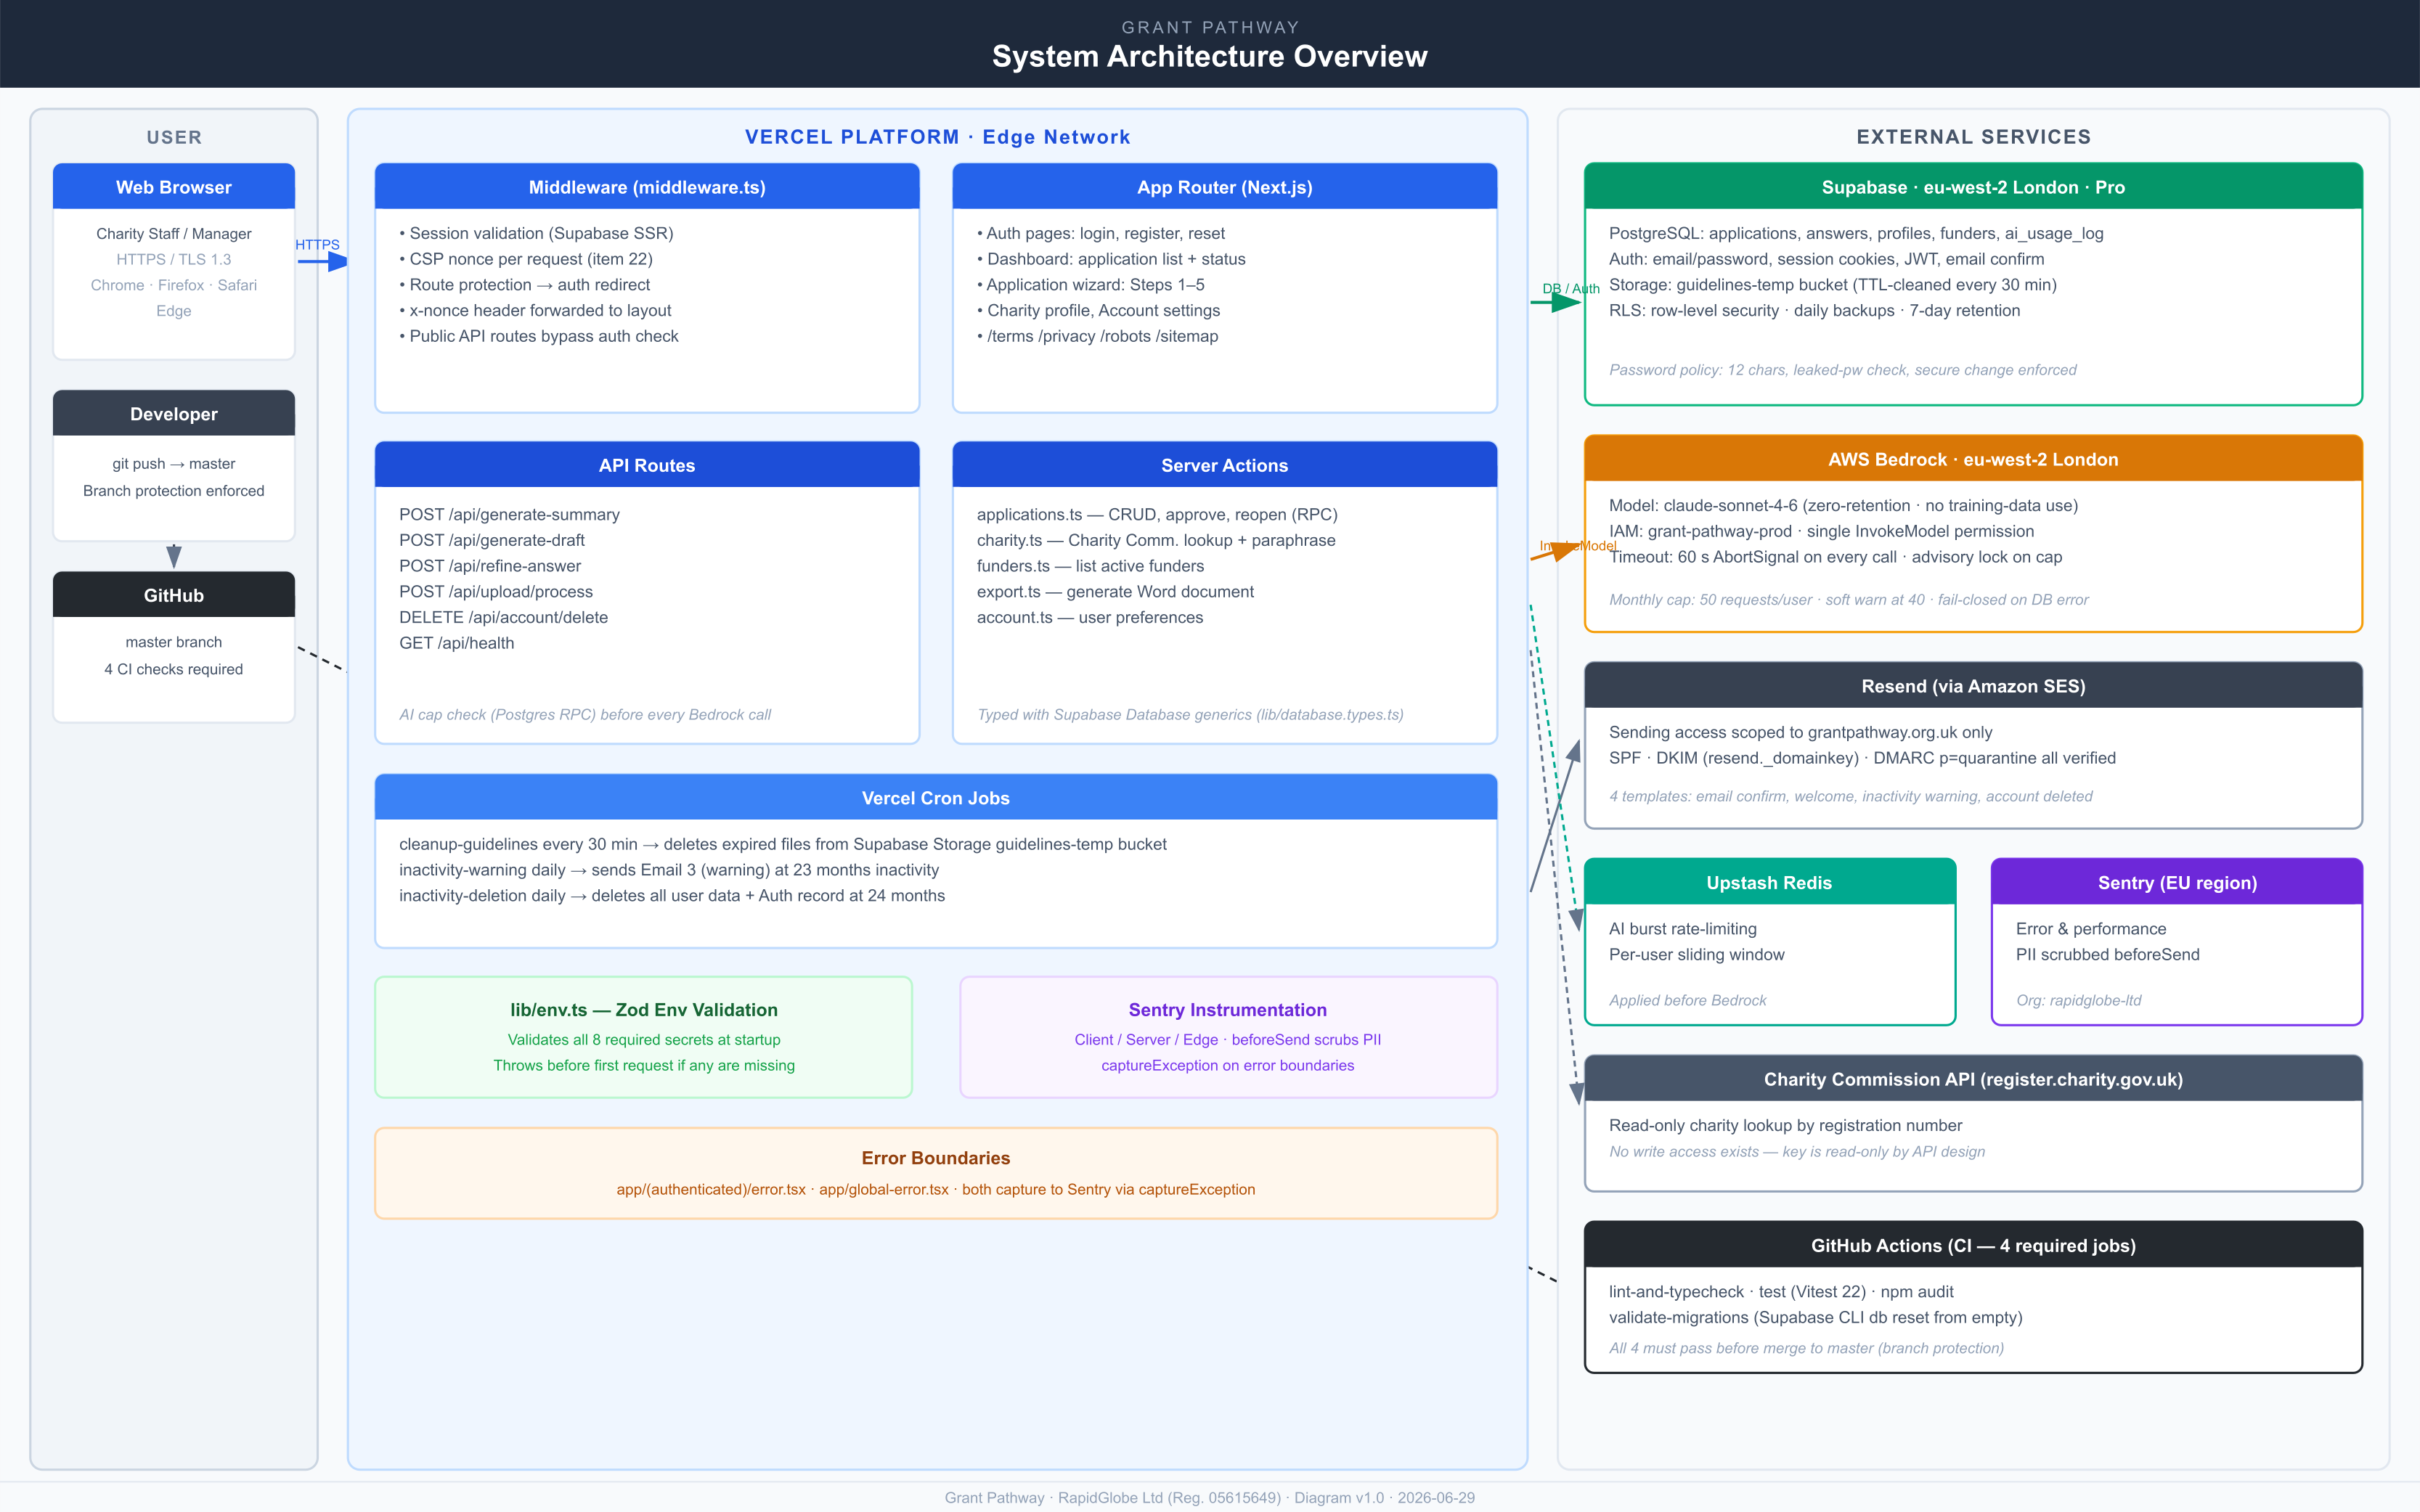 GRANT PATHWAY
System Architecture Overview
USER
Web Browser
Charity Staff / Manager
HTTPS / TLS 1.3
Chrome · Firefox · Safari
Edge
HTTPS
Developer
git push → master
Branch protection enforced
GitHub
master branch
4 CI checks required
VERCEL PLATFORM · Edge Network
Middleware (middleware.ts)
• Session validation (Supabase SSR)
• CSP nonce per request (item 22)
• Route protection → auth redirect
• x-nonce header forwarded to layout
• Public API routes bypass auth check
App Router (Next.js)
• Auth pages: login, register, reset
• Dashboard: application list + status
• Application wizard: Steps 1–5
• Charity profile, Account settings
• /terms /privacy /robots /sitemap
API Routes
POST /api/generate-summary
POST /api/generate-draft
POST /api/refine-answer
POST /api/upload/process
DELETE /api/account/delete
GET /api/health
AI cap check (Postgres RPC) before every Bedrock call
Server Actions
applications.ts — CRUD, approve, reopen (RPC)
charity.ts — Charity Comm. lookup + paraphrase
funders.ts — list active funders
export.ts — generate Word document
account.ts — user preferences
Typed with Supabase Database generics (lib/database.types.ts)
Vercel Cron Jobs
cleanup-guidelines every 30 min → deletes expired files from Supabase Storage guidelines-temp bucket
inactivity-warning daily → sends Email 3 (warning) at 23 months inactivity
inactivity-deletion daily → deletes all user data + Auth record at 24 months
lib/env.ts — Zod Env Validation
Validates all 8 required secrets at startup
Throws before first request if any are missing
Sentry Instrumentation
Client / Server / Edge · beforeSend scrubs PII
captureException on error boundaries
Error Boundaries
app/(authenticated)/error.tsx · app/global-error.tsx · both capture to Sentry via captureException
EXTERNAL SERVICES
DB / Auth
Supabase · eu-west-2 London · Pro
PostgreSQL: applications, answers, profiles, funders, ai_usage_log
Auth: email/password, session cookies, JWT, email confirm
Storage: guidelines-temp bucket (TTL-cleaned every 30 min)
RLS: row-level security · daily backups · 7-day retention
Password policy: 12 chars, leaked-pw check, secure change enforced
InvokeModel
AWS Bedrock · eu-west-2 London
Model: claude-sonnet-4-6 (zero-retention · no training-data use)
IAM: grant-pathway-prod · single InvokeModel permission
Timeout: 60 s AbortSignal on every call · advisory lock on cap
Monthly cap: 50 requests/user · soft warn at 40 · fail-closed on DB error
Resend (via Amazon SES)
Sending access scoped to grantpathway.org.uk only
SPF · DKIM (resend._domainkey) · DMARC p=quarantine all verified
4 templates: email confirm, welcome, inactivity warning, account deleted
Upstash Redis
AI burst rate-limiting
Per-user sliding window
Applied before Bedrock
Sentry (EU region)
Error & performance
PII scrubbed beforeSend
Org: rapidglobe-ltd
Charity Commission API (register.charity.gov.uk)
Read-only charity lookup by registration number
No write access exists — key is read-only by API design
GitHub Actions (CI — 4 required jobs)
lint-and-typecheck · test (Vitest 22) · npm audit
validate-migrations (Supabase CLI db reset from empty)
All 4 must pass before merge to master (branch protection)
Grant Pathway · RapidGlobe Ltd (Reg. 05615649) · Diagram v1.0 · 2026-06-29